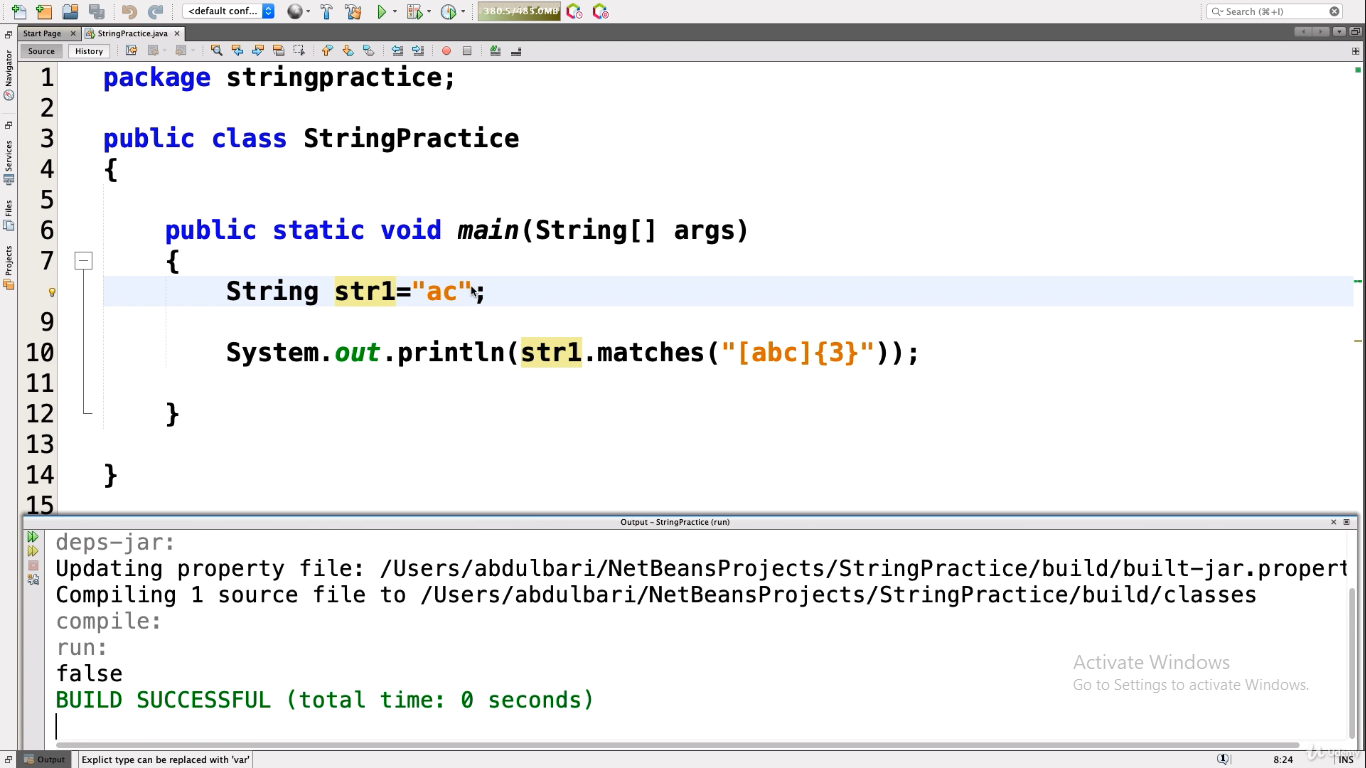 <default conf...
380.5/485.0MB
Search (⌘+I)
Start Page
StringPractice.java
Source
History
Navigator
Services
Files
Projects
1 package stringpractice;
2
3 public class StringPractice
4 {
5
6 public static void main(String[] args)
7 {
String str1="ac";
9
10 System.out.println(str1.matches("[abc]{3}"));
11
12 }
13
14 }
15
Output - StringPractice (run)
deps-jar:
Updating property file: /Users/abdulbari/NetBeansProjects/StringPractice/build/built-jar.propert
Compiling 1 source file to /Users/abdulbari/NetBeansProjects/StringPractice/build/classes
compile:
run:
false
BUILD SUCCESSFUL (total time: 0 seconds)
Activate Windows
Go to Settings to activate Windows.
Output
Explict type can be replaced with 'var'
1
8:24
INS
Udemy